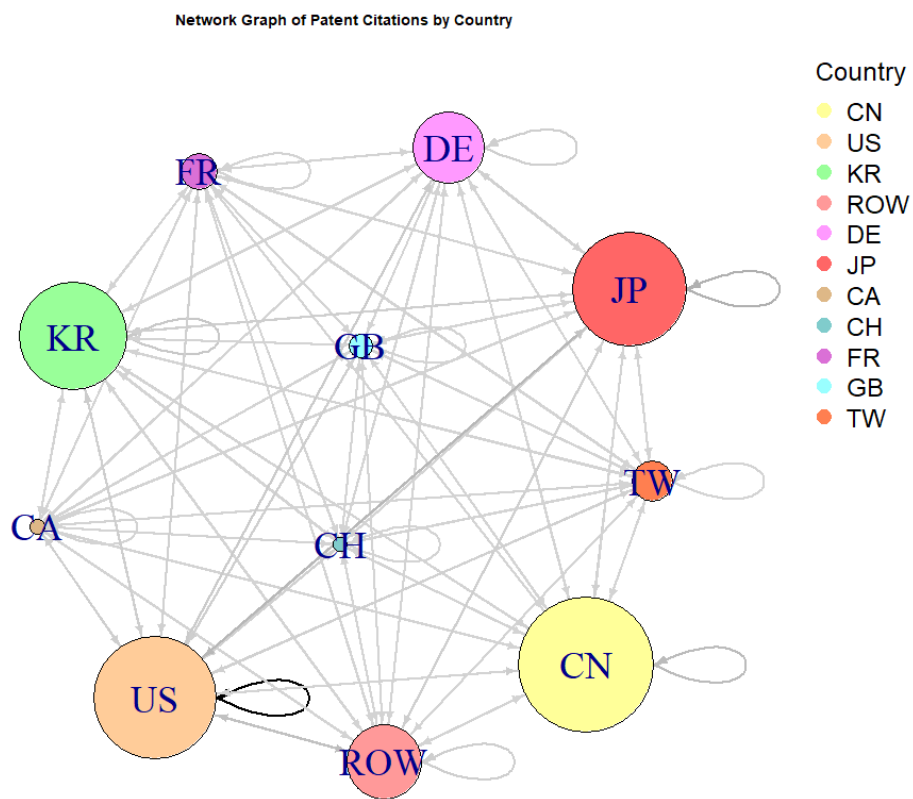 Network Graph of Patent Citations by Country
Country
CN
US
KR
ROW
DE
JP
CA
CH
FR
GB
TW
DE
FR
JP
KR
GB
TW
CA
CH
CN
US
ROW